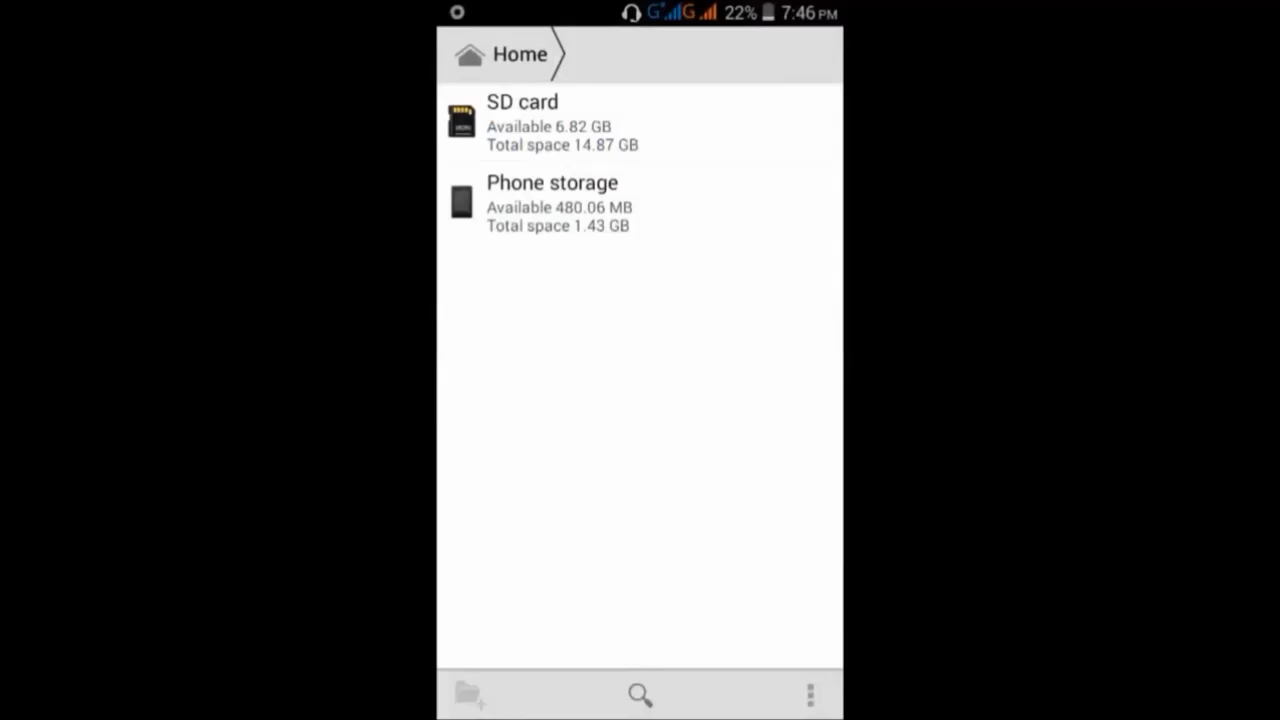 G G 22% 7:46 PM
Home
SD card
Available 6.82 GB
Total space 14.87 GB
Phone storage
Available 480.06 MB
Total space 1.43 GB